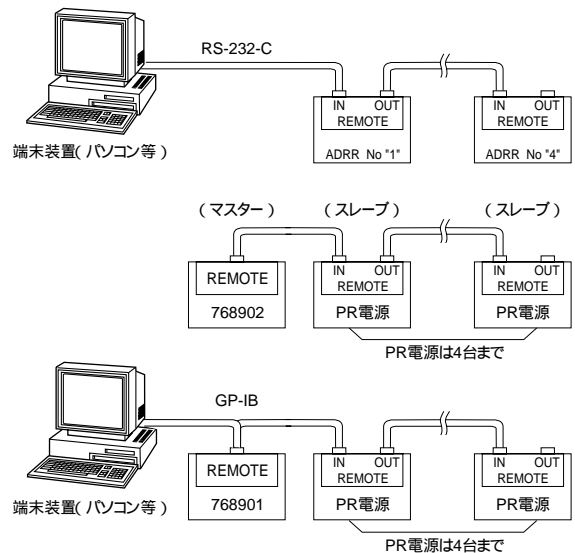 RS-232-C
IN OUT
REMOTE
ADRR No "1"
IN OUT
REMOTE
ADRR No "4"
端末装置(パソコン等)
(マスター)
(スレーブ)
(スレーブ)
REMOTE
768902
IN OUT
REMOTE
PR電源
IN OUT
REMOTE
PR電源
PR電源は4台まで
GP-IB
REMOTE
768901
IN OUT
REMOTE
PR電源
IN OUT
REMOTE
PR電源
端末装置(パソコン等)
PR電源は4台まで